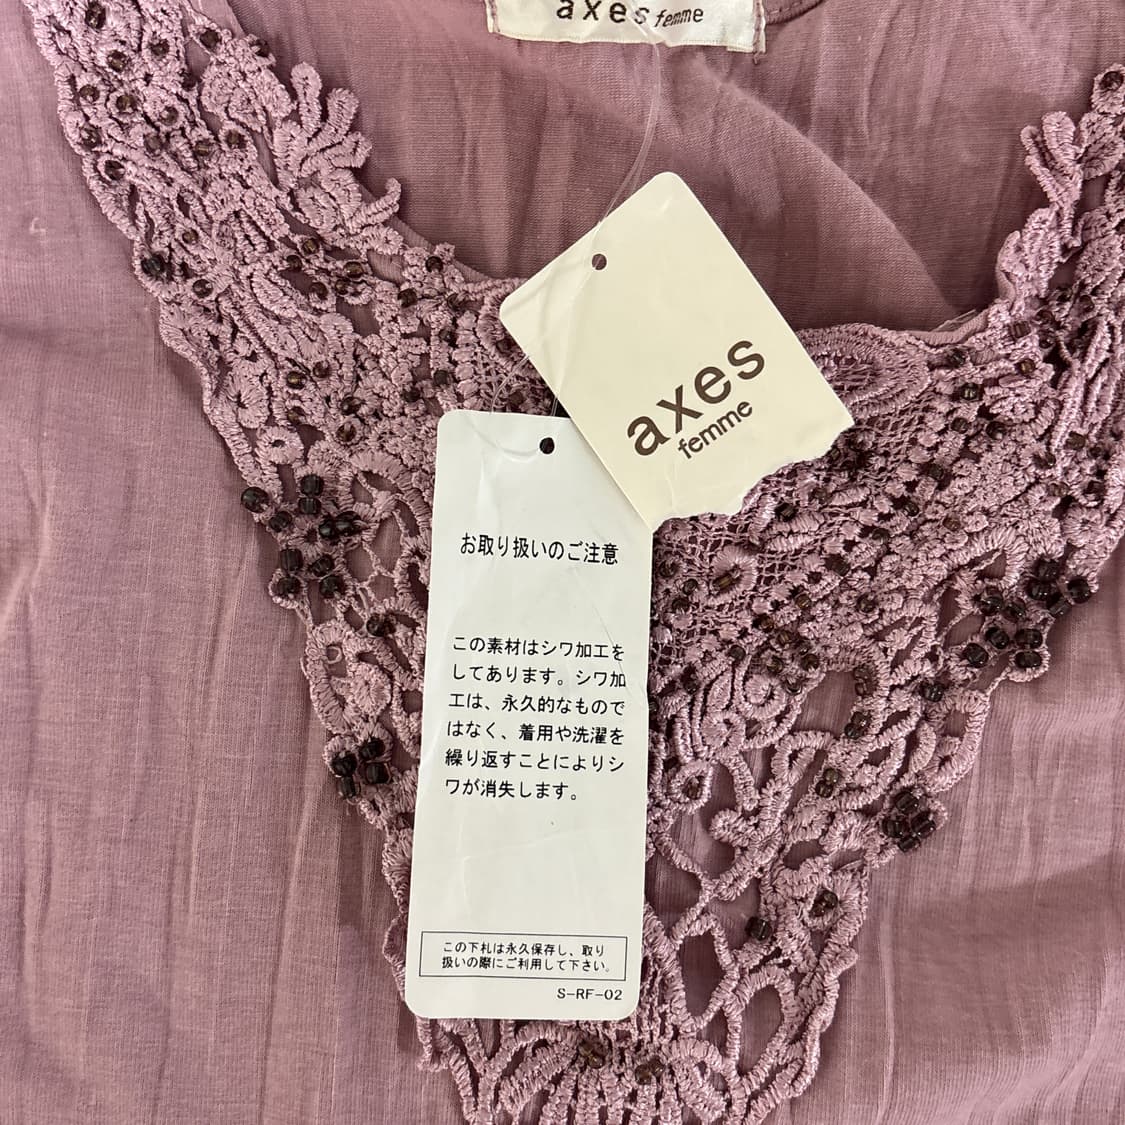 axes femme
axes
femme
お取り扱いのご注意
この素材はシワ加工を
してあります。シワ加
工は、永久的なもので
はなく、着用や洗濯を
繰り返すことによりシ
ワが消失します。
この下札は永久保存し、取り
扱いの際にご利用して下さい。
S-RF-02